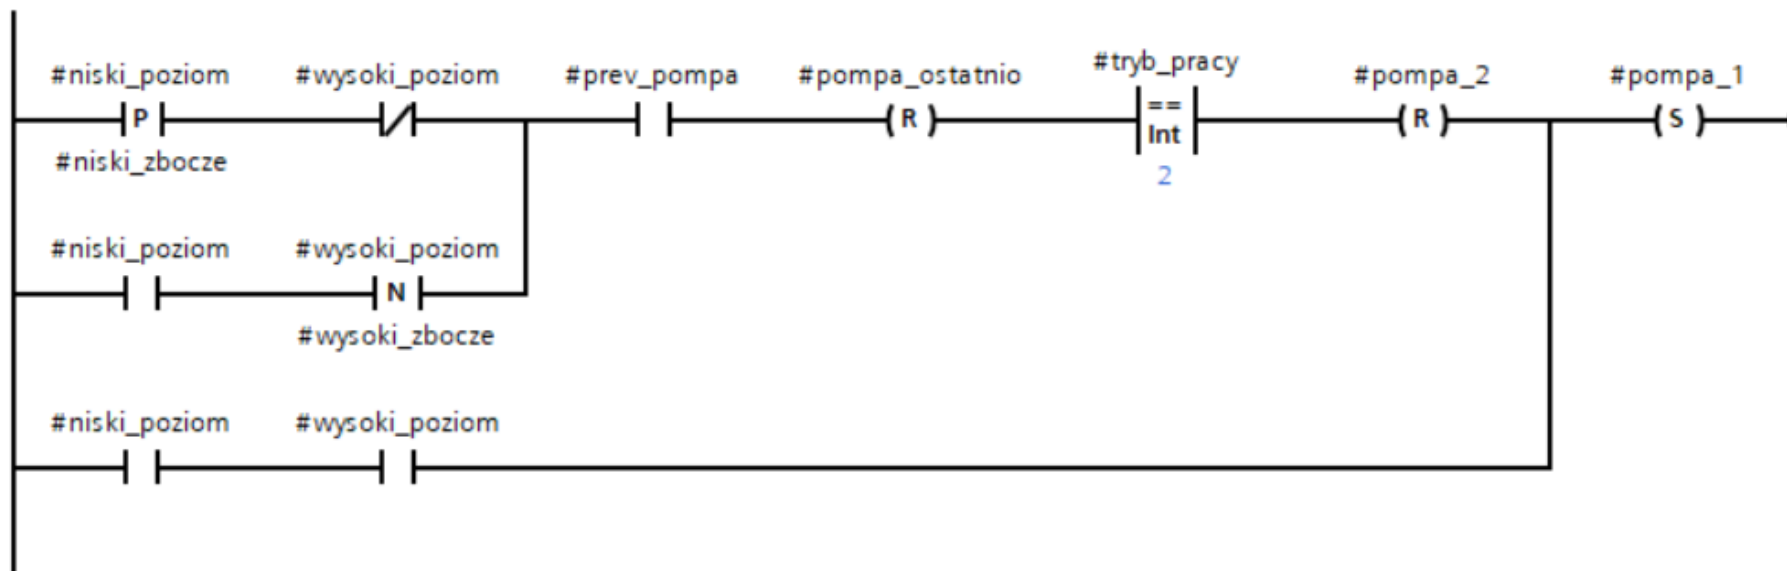 #niski_poziom #wysoki_poziom #prev_pompa #pompa_ostatnio #tryb_pracy #pompa_2 #pompa_1
P R == Int R S
#niski_zbocze 2
#niski_poziom #wysoki_poziom
N
#wysoki_zbocze
#niski_poziom #wysoki_poziom